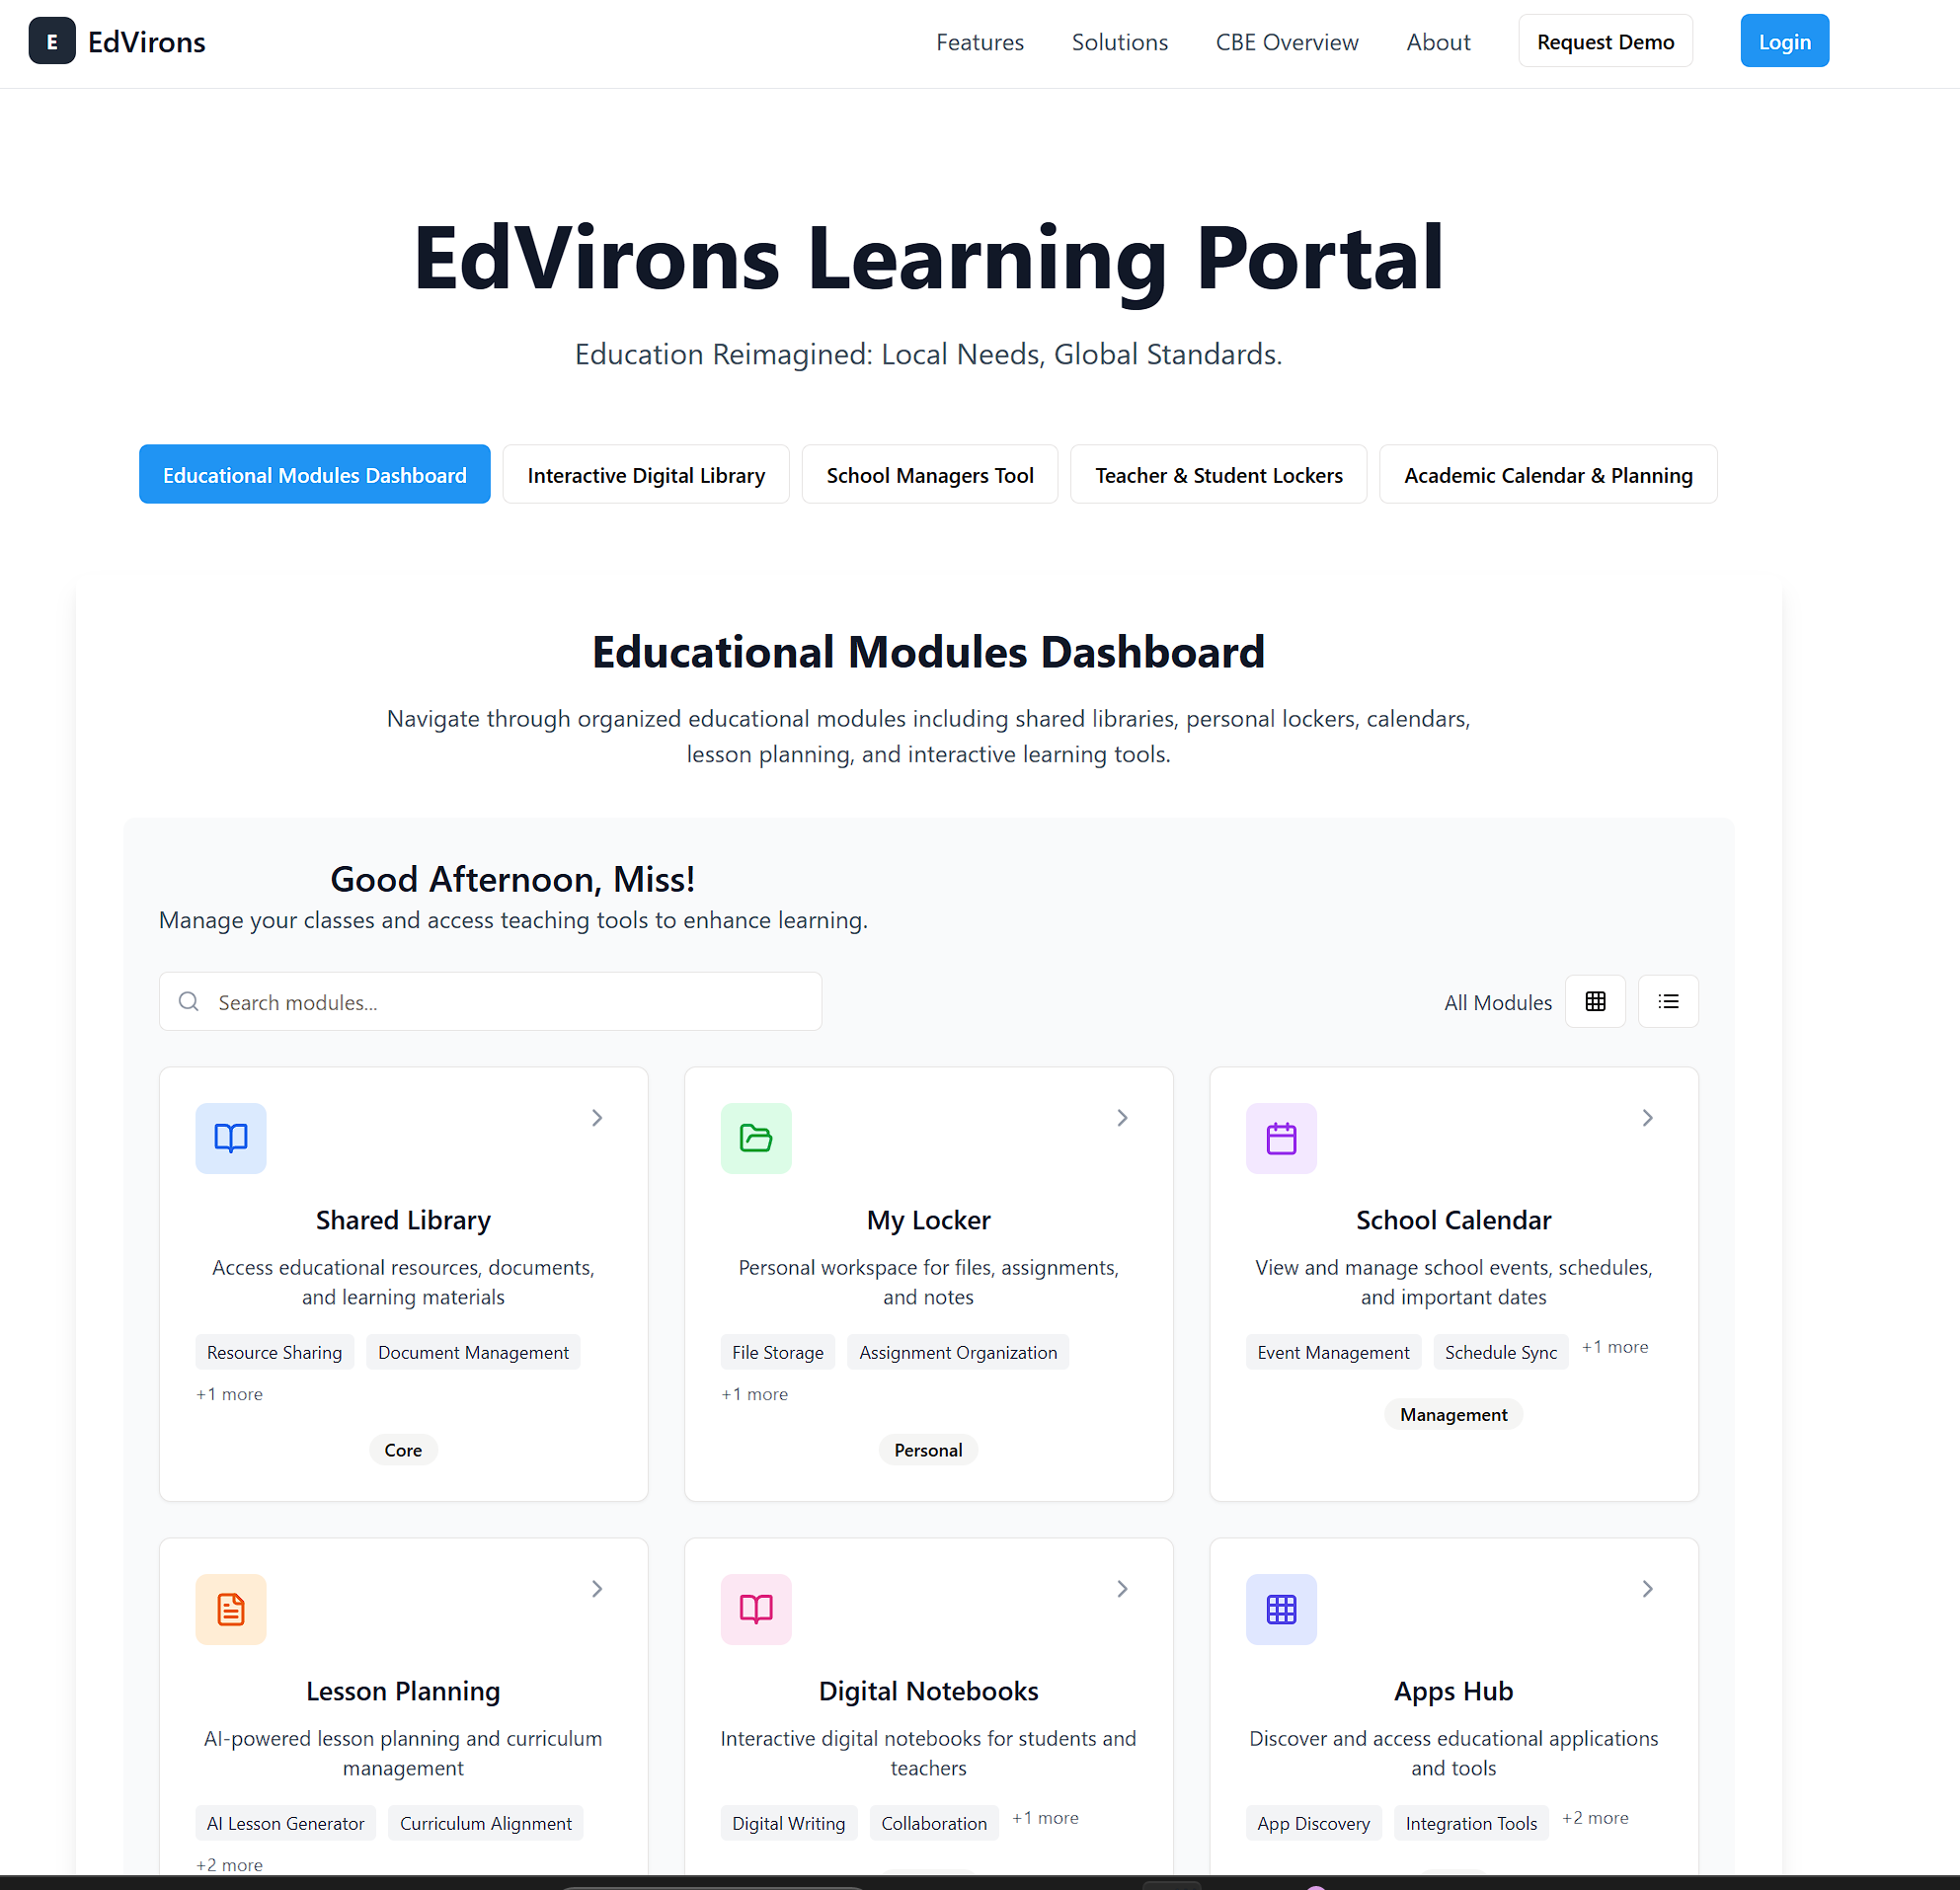 E EdVirons
Features Solutions CBE Overview About Request Demo Login
EdVirons Learning Portal
Education Reimagined: Local Needs, Global Standards.
Educational Modules Dashboard Interactive Digital Library School Managers Tool Teacher & Student Lockers Academic Calendar & Planning
Educational Modules Dashboard
Navigate through organized educational modules including shared libraries, personal lockers, calendars,
lesson planning, and interactive learning tools.
Good Afternoon, Miss!
Manage your classes and access teaching tools to enhance learning.
Search modules...
All Modules
Shared Library
Access educational resources, documents,
and learning materials
Resource Sharing Document Management
+1 more
Core
My Locker
Personal workspace for files, assignments,
and notes
File Storage Assignment Organization
+1 more
Personal
School Calendar
View and manage school events, schedules,
and important dates
Event Management Schedule Sync +1 more
Management
Lesson Planning
AI-powered lesson planning and curriculum
management
AI Lesson Generator Curriculum Alignment
+2 more
Digital Notebooks
Interactive digital notebooks for students and
teachers
Digital Writing Collaboration +1 more
Apps Hub
Discover and access educational applications
and tools
App Discovery Integration Tools +2 more